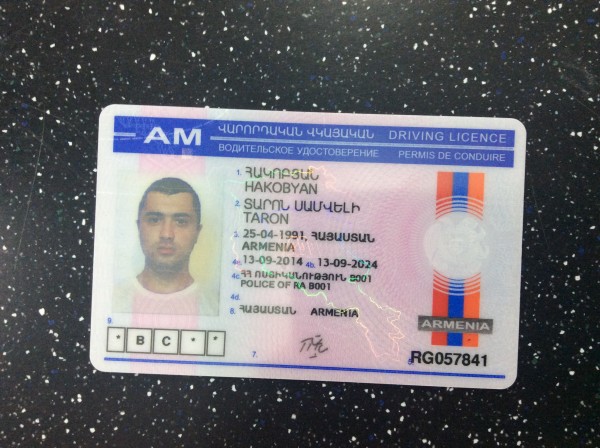 AM
ՎԱՐՈՐԴԱԿԱՆ ՎԿԱՅԱԿԱՆ DRIVING LICENCE
ВОДИТЕЛЬСКОЕ УДОСТОВЕРЕНИЕ PERMIS DE CONDUIRE
1. ՀԱԿՈԲՅԱՆ
HAKOBYAN
2. ՏԱՐՈՆ ՍԱՄՎԵԼԻ
TARON
3. 25-04-1991, ՀԱՅԱՍՏԱՆ
ARMENIA
4a. 13-09-2014 4b. 13-09-2024
4c. ՀՀ ՈՍՏԻԿԱՆՈՒԹՅՈՒՆ B001
POLICE OF RA B001
4d.
8. ՀԱՅԱՍՏԱՆ ARMENIA
ARMENIA
9.
* B C * *
7.
RG057841